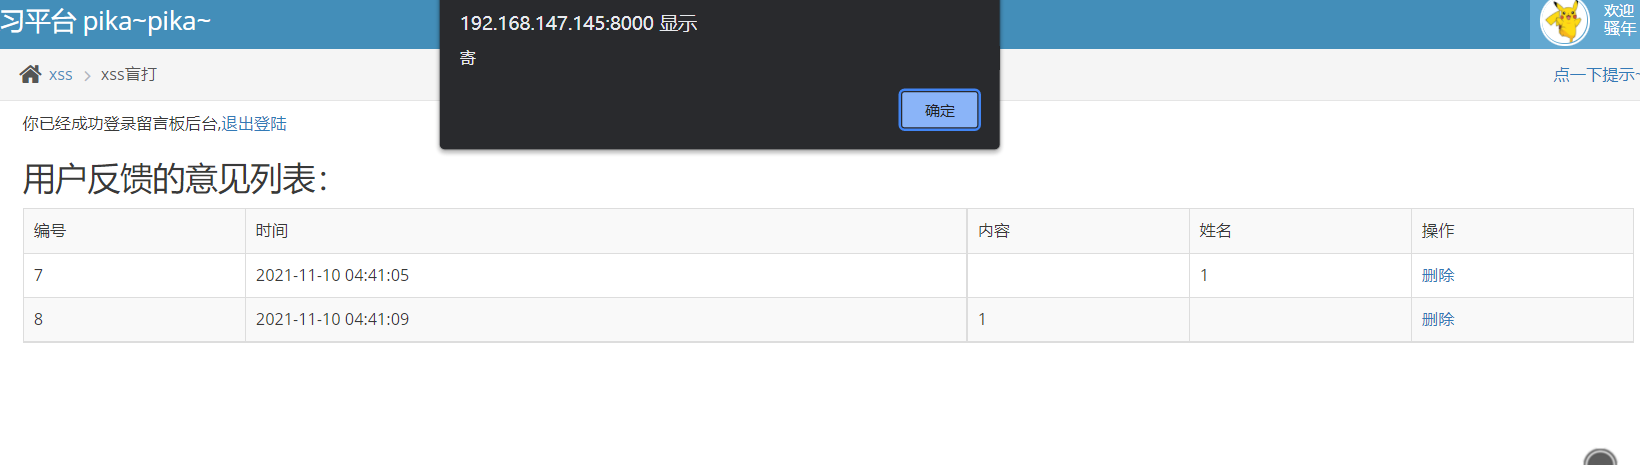 习平台 pika~pika~
192.168.147.145:8000 显示
寄
确定
欢迎
骚年
xss
xss盲打
点一下提示~
你已经成功登录留言板后台,退出登陆
用户反馈的意见列表：
编号 时间 内容 姓名 操作
7 2021-11-10 04:41:05 1 删除
8 2021-11-10 04:41:09 1 删除